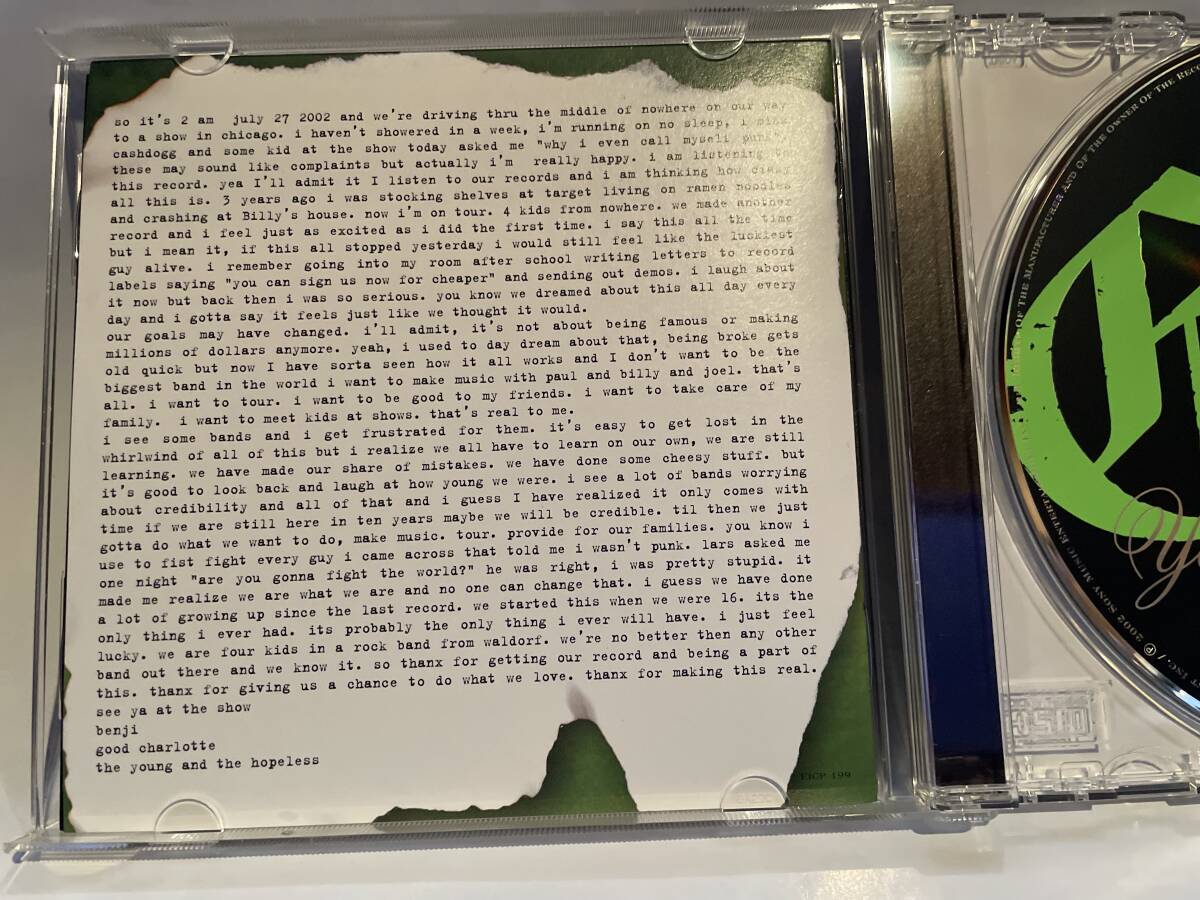 so it's 2 am july 27 2002 and we're driving thru the middle of nowhere on our way
to a show in chicago. i haven't showered in a week, i'm running on no sleep, i miss
cashdogg and some kid at the show today asked me "why i even call myself punk".
these may sound like complaints but actually i'm really happy. i am listening to
this record. yea I'll admit it I listen to our records and i am thinking how crazy
all this is. 3 years ago i was stocking shelves at target living on ramen noodles
and crashing at Billy's house. now i'm on tour. 4 kids from nowhere. we made another
record and i feel just as excited as i did the first time. i say this all the time
but i mean it, if this all stopped yesterday i would still feel like the luckiest
guy alive. i remember going into my room after school writing letters to record
labels saying "you can sign us now for cheaper" and sending out demos. i laugh about
it now but back then i was so serious. you know we dreamed about this all day every
day and i gotta say it feels just like we thought it would.
our goals may have changed. i'll admit, it's not about being famous or making
millions of dollars anymore. yeah, i used to day dream about that, being broke gets
old quick but now I have sorta seen how it all works and I don't want to be the
biggest band in the world i want to make music with paul and billy and joel. that's
all. i want to tour. i want to be good to my friends. i want to take care of my
family. i want to meet kids at shows. that's real to me.
i see some bands and i get frustrated for them. it's easy to get lost in the
whirlwind of all of this but i realize we all have to learn on our own, we are still
learning. we have made our share of mistakes. we have done some cheesy stuff. but
it's good to look back and laugh at how young we were. i see a lot of bands worrying
about credibility and all of that and i guess I have realized it only comes with
time if we are still here in ten years maybe we will be credible. til then we just
gotta do what we want to do, make music. tour. provide for our families. you know i
use to fist fight every guy i came across that told me i wasn't punk. lars asked me
one night "are you gonna fight the world?" he was right, i was pretty stupid. it
made me realize we are what we are and no one can change that. i guess we have done
a lot of growing up since the last record. we started this when we were 16. its the
only thing i ever had. its probably the only thing i ever will have. i just feel
lucky. we are four kids in a rock band from waldorf. we're no better then any other
band out there and we know it. so thanx for getting our record and being a part of
this. thanx for giving us a chance to do what we love. thanx for making this real.
see ya at the show
benji
good charlotte
the young and the hopeless
EICP 199
OF THE MANUFACTURER AND OF THE OWNER OF THE
℗ 2002 SONY MUSIC